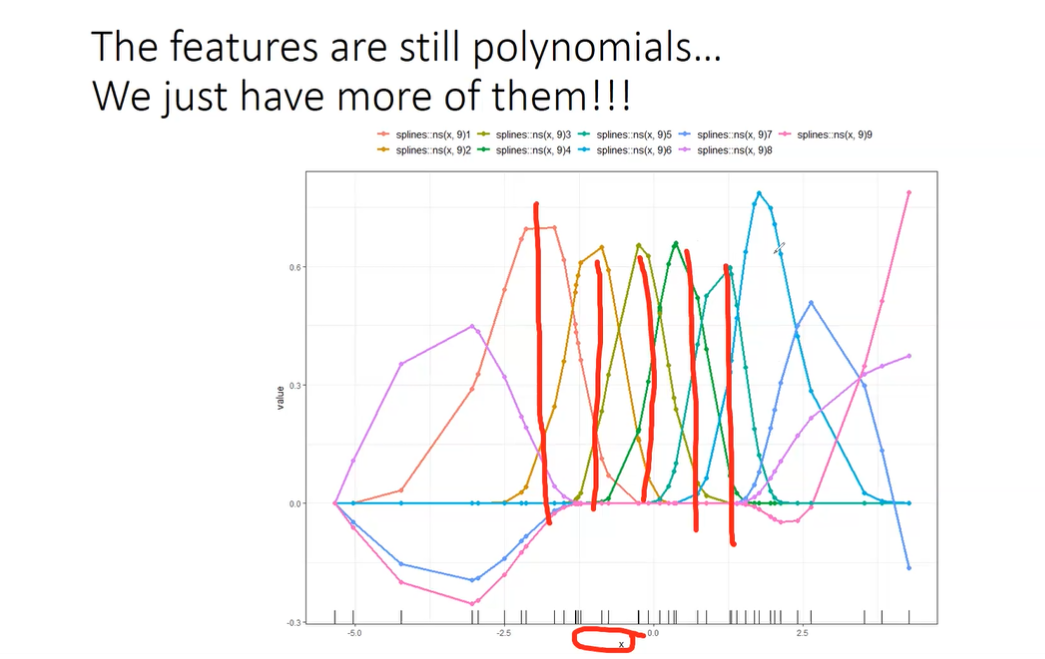 The features are still polynomials...
We just have more of them!!!
splines::ns(x, 9)1 splines::ns(x, 9)3 splines::ns(x, 9)5 splines::ns(x, 9)7 splines::ns(x, 9)9
splines::ns(x, 9)2 splines::ns(x, 9)4 splines::ns(x, 9)6 splines::ns(x, 9)8
0.6
value
0.3
0.0
-0.3
-5.0 -2.5 0.0 2.5
x